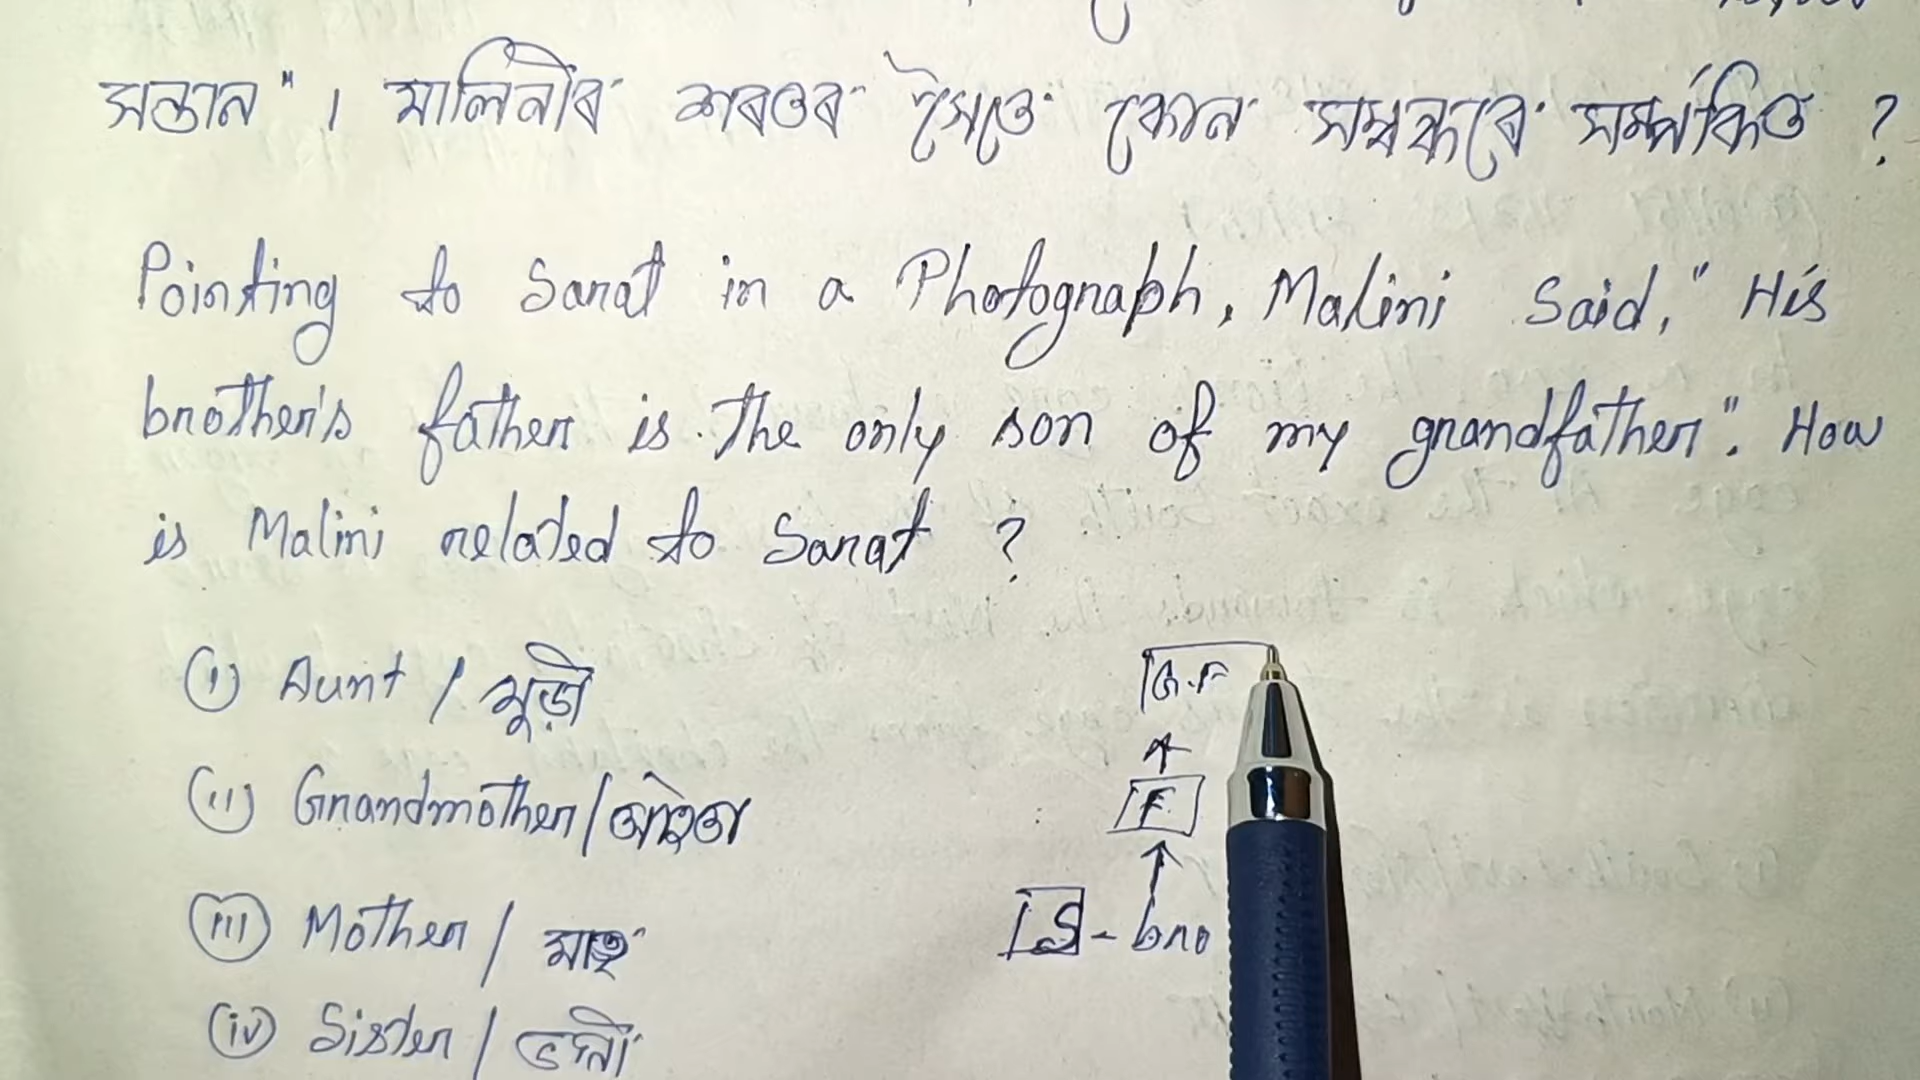 সন্তান" । মালিনীৰ শৰতৰ সৈতে কোন সম্বন্ধৰে সম্পৰ্কিত ?
Pointing to Sarat in a Photograph, Malini Said, "His
brother's father is the only son of my grandfather". How
is Malini related to Sarat ?
(i) Aunt /
G.F
(ii) Grandmother /
F
(iii) Mother /
S - bro
(iv) Sister / ভগ্নী